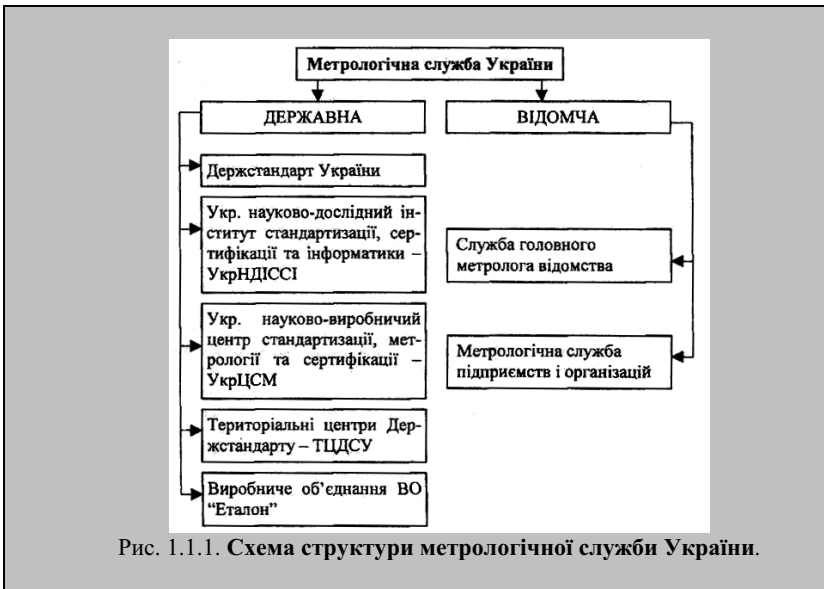 Метрологічна служба України
ДЕРЖАВНА
ВІДОМЧА
Держстандарт України
Укр. науково-дослідний ін-
ститут стандартизації, сер-
тифікації та інформатики –
УкрНДІССІ
Укр. науково-виробничий
центр стандартизації, мет-
рології та сертифікації –
УкрЦСМ
Територіальні центри Дер-
жстандарту – ТЦДСУ
Виробниче об’єднання ВО
“Еталон”
Служба головного
метролога відомства
Метрологічна служба
підприємств і організацій
Рис. 1.1.1. Схема структури метрологічної служби України.